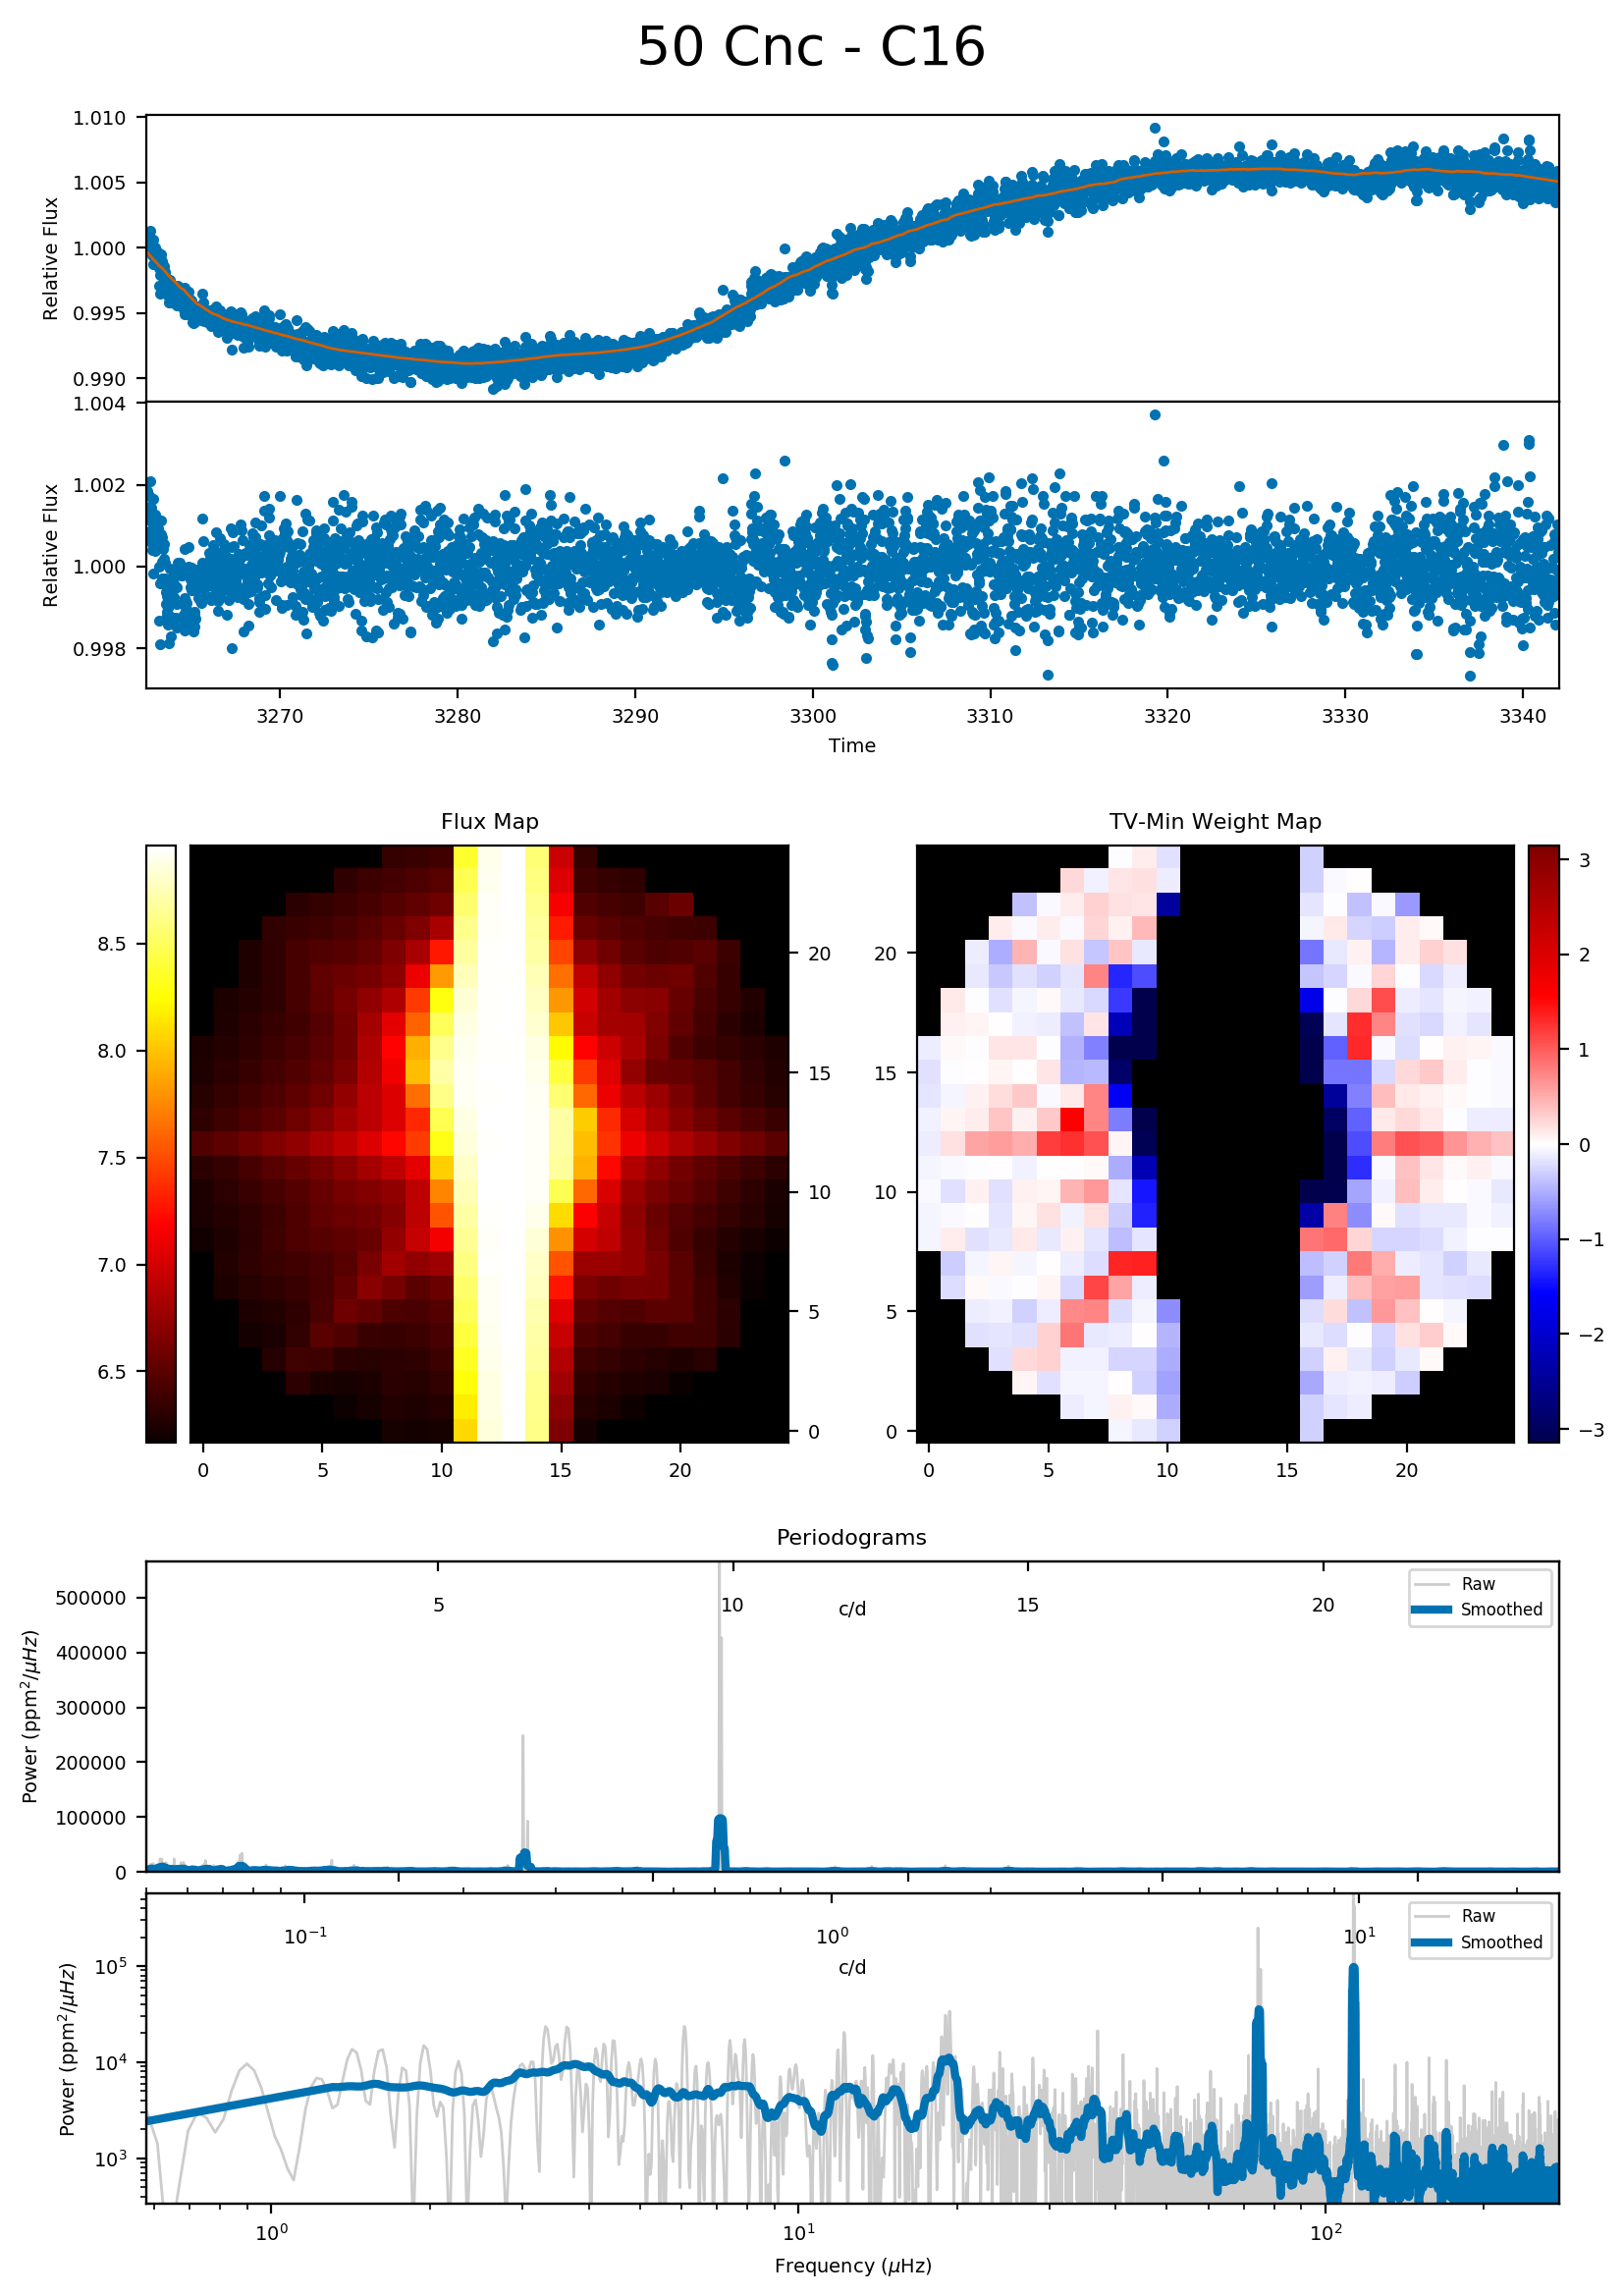 50 Cnc - C16
1.010
1.005
1.000
0.995
0.990
Relative Flux
1.004
1.002
1.000
0.998
Relative Flux
3270 3280 3290 3300 3310 3320 3330 3340
Time
Flux Map
8.5
8.0
7.5
7.0
6.5
20
15
10
5
0
0 5 10 15 20
TV-Min Weight Map
20
15
10
5
0
0 5 10 15 20
3
2
1
0
−1
−2
−3
Periodograms
500000
400000
300000
200000
100000
0
Power (ppm²/μHz)
5 10 15 20
c/d
Raw
Smoothed
10⁻¹ 10⁰ 10¹
c/d
Raw
Smoothed
10⁵
10⁴
10³
Power (ppm²/μHz)
10⁰ 10¹ 10²
Frequency (μHz)